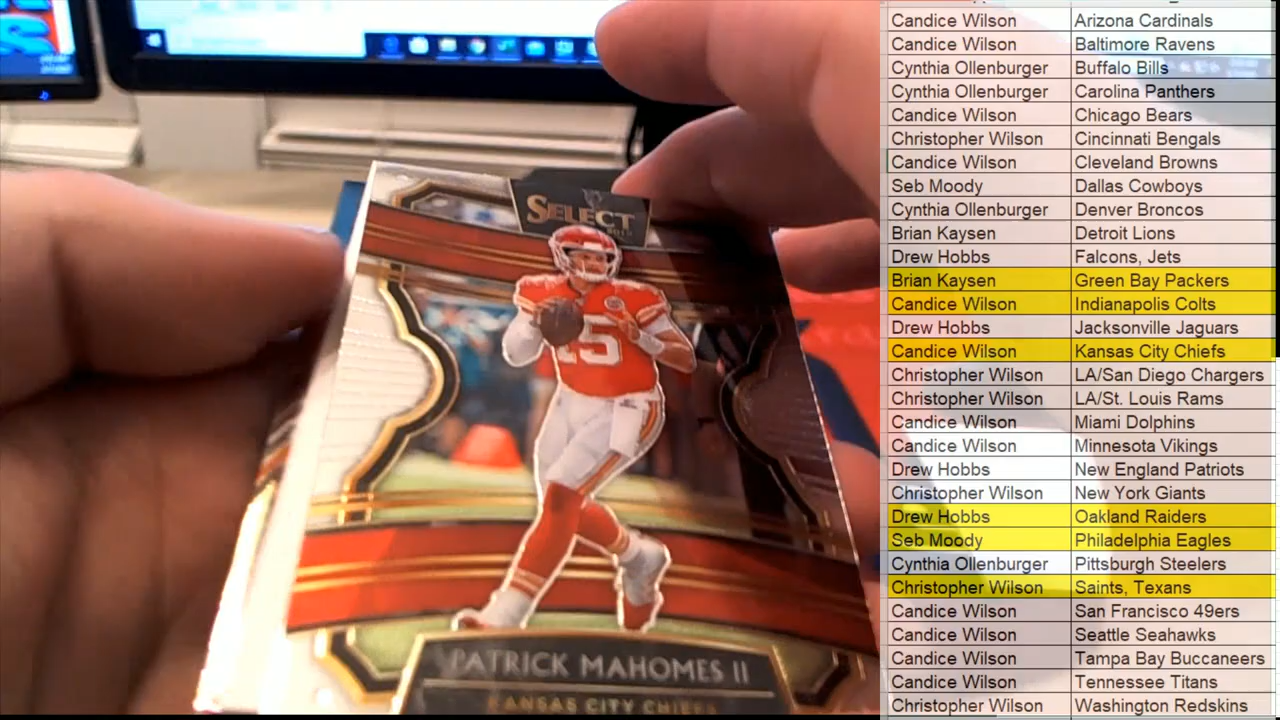 SELECT
15
PATRICK MAHOMES II
KANSAS CITY CHIEFS
Candice Wilson Arizona Cardinals
Candice Wilson Baltimore Ravens
Cynthia Ollenburger Buffalo Bills
Cynthia Ollenburger Carolina Panthers
Candice Wilson Chicago Bears
Christopher Wilson Cincinnati Bengals
Candice Wilson Cleveland Browns
Seb Moody Dallas Cowboys
Cynthia Ollenburger Denver Broncos
Brian Kaysen Detroit Lions
Drew Hobbs Falcons, Jets
Brian Kaysen Green Bay Packers
Candice Wilson Indianapolis Colts
Drew Hobbs Jacksonville Jaguars
Candice Wilson Kansas City Chiefs
Christopher Wilson LA/San Diego Chargers
Christopher Wilson LA/St. Louis Rams
Candice Wilson Miami Dolphins
Candice Wilson Minnesota Vikings
Drew Hobbs New England Patriots
Christopher Wilson New York Giants
Drew Hobbs Oakland Raiders
Seb Moody Philadelphia Eagles
Cynthia Ollenburger Pittsburgh Steelers
Christopher Wilson Saints, Texans
Candice Wilson San Francisco 49ers
Candice Wilson Seattle Seahawks
Candice Wilson Tampa Bay Buccaneers
Candice Wilson Tennessee Titans
Christopher Wilson Washington Redskins